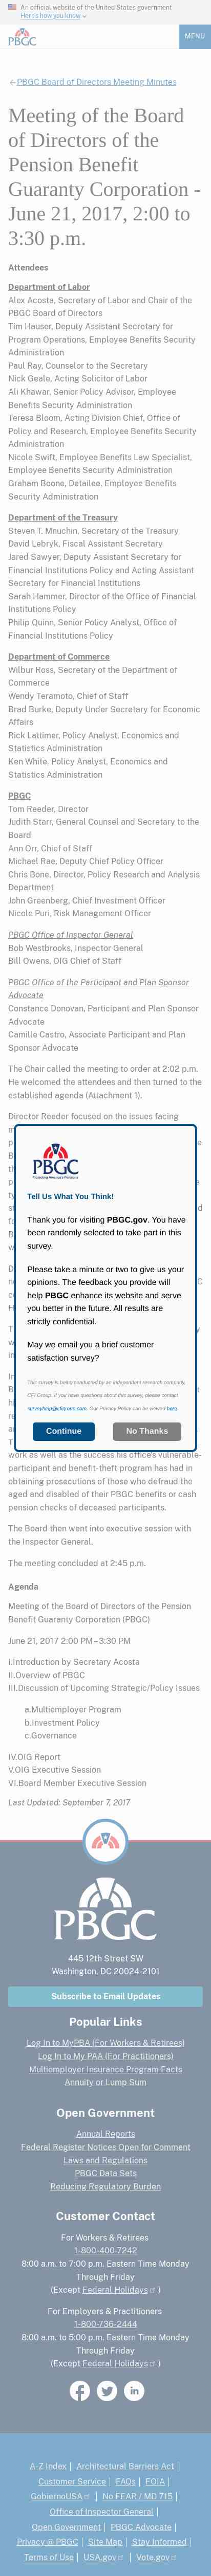 An official website of the United States government
Here's how you know
PBGC
MENU
PBGC Board of Directors Meeting Minutes
Meeting of the Board
of Directors of the
Pension Benefit
Guaranty Corporation -
June 21, 2017, 2:00 to
3:30 p.m.
Attendees
Department of Labor
Alex Acosta, Secretary of Labor and Chair of the
PBGC Board of Directors
Tim Hauser, Deputy Assistant Secretary for
Program Operations, Employee Benefits Security
Administration
Paul Ray, Counselor to the Secretary
Nick Geale, Acting Solicitor of Labor
Ali Khawar, Senior Policy Advisor, Employee
Benefits Security Administration
Teresa Bloom, Acting Division Chief, Office of
Policy and Research, Employee Benefits Security
Administration
Nicole Swift, Employee Benefits Law Specialist,
Employee Benefits Security Administration
Graham Boone, Detailee, Employee Benefits
Security Administration
Department of the Treasury
Steven T. Mnuchin, Secretary of the Treasury
David Lebryk, Fiscal Assistant Secretary
Jared Sawyer, Deputy Assistant Secretary for
Financial Institutions Policy and Acting Assistant
Secretary for Financial Institutions
Sarah Hammer, Director of the Office of Financial
Institutions Policy
Philip Quinn, Senior Policy Analyst, Office of
Financial Institutions Policy
Department of Commerce
Wilbur Ross, Secretary of the Department of
Commerce
Wendy Teramoto, Chief of Staff
Brad Burke, Deputy Under Secretary for Economic
Affairs
Rick Lattimer, Policy Analyst, Economics and
Statistics Administration
Ken White, Policy Analyst, Economics and
Statistics Administration
PBGC
Tom Reeder, Director
Judith Starr, General Counsel and Secretary to the
Board
Ann Orr, Chief of Staff
Michael Rae, Deputy Chief Policy Officer
Chris Bone, Director, Policy Research and Analysis
Department
John Greenberg, Chief Investment Officer
Nicole Puri, Risk Management Officer
PBGC Office of Inspector General
Bob Westbrooks, Inspector General
Bill Owens, OIG Chief of Staff
PBGC Office of the Participant and Plan Sponsor
Advocate
Constance Donovan, Participant and Plan Sponsor
Advocate
Camille Castro, Associate Participant and Plan
Sponsor Advocate
The Chair called the meeting to order at 2:02 p.m.
He welcomed the attendees and then turned to the
established agenda (Attachment 1).
Director Reeder focused on the issues facing
PBGC
Protecting America's Pensions
Tell Us What You Think!
Thank you for visiting PBGC.gov. You have
been randomly selected to take part in this
survey.
Please take a minute or two to give us your
opinions. The feedback you provide will
help PBGC enhance its website and serve
you better in the future. All results are
strictly confidential.
May we email you a brief customer
satisfaction survey?
This survey is being conducted by an independent research company,
CFI Group. If you have questions about this survey, please contact
surveyhelp@cfigroup.com. Our Privacy Policy can be viewed here
Continue
No Thanks
work as well as the success his office's vulnerable-
participant and benefit-theft program has had in
obtaining prosecutions of those who defraud aged
and disabled participants of their hard-earned
pension checks.
The Board then went into executive session with
the Inspector General.
The meeting concluded at 2:45 p.m.
Agenda
Meeting of the Board of Directors of the Pension
Benefit Guaranty Corporation (PBGC)
June 21, 2017 2:00 PM – 3:30 PM
I.Introduction by Secretary Acosta
II.Overview of PBGC
III.Discussion of Upcoming Strategic/Policy Issues
a.Multiemployer Program
b.Investment Policy
c.Governance
IV.OIG Report
V.OIG Executive Session
VI.Board Member Executive Session
Last Updated: September 7, 2017
PBGC
445 12th Street SW
Washington, DC 20024-2101
Subscribe to Email Updates
Popular Links
Log In to MyPBA (For Workers & Retirees)
Log In to My PAA (For Practitioners)
Multiemployer Insurance Program Facts
Annuity or Lump Sum
Open Government
Annual Reports
Federal Register Notices Open for Comment
Laws and Regulations
PBGC Data Sets
Reducing Regulatory Burden
Customer Contact
For Workers & Retirees
1-800-400-7242
8:00 a.m. to 7:00 p.m. Eastern Time Monday
Through Friday
(Except Federal Holidays )
For Employers & Practitioners
1-800-736-2444
8:00 a.m. to 5:00 p.m. Eastern Time Monday
Through Friday
(Except Federal Holidays )
A-Z Index | Architectural Barriers Act |
Customer Service | FAQs | FOIA |
GobiernoUSA | No FEAR / MD 715 |
Office of Inspector General |
Open Government | PBGC Advocate |
Privacy @ PBGC | Site Map | Stay Informed |
Terms of Use | USA.gov | Vote.gov